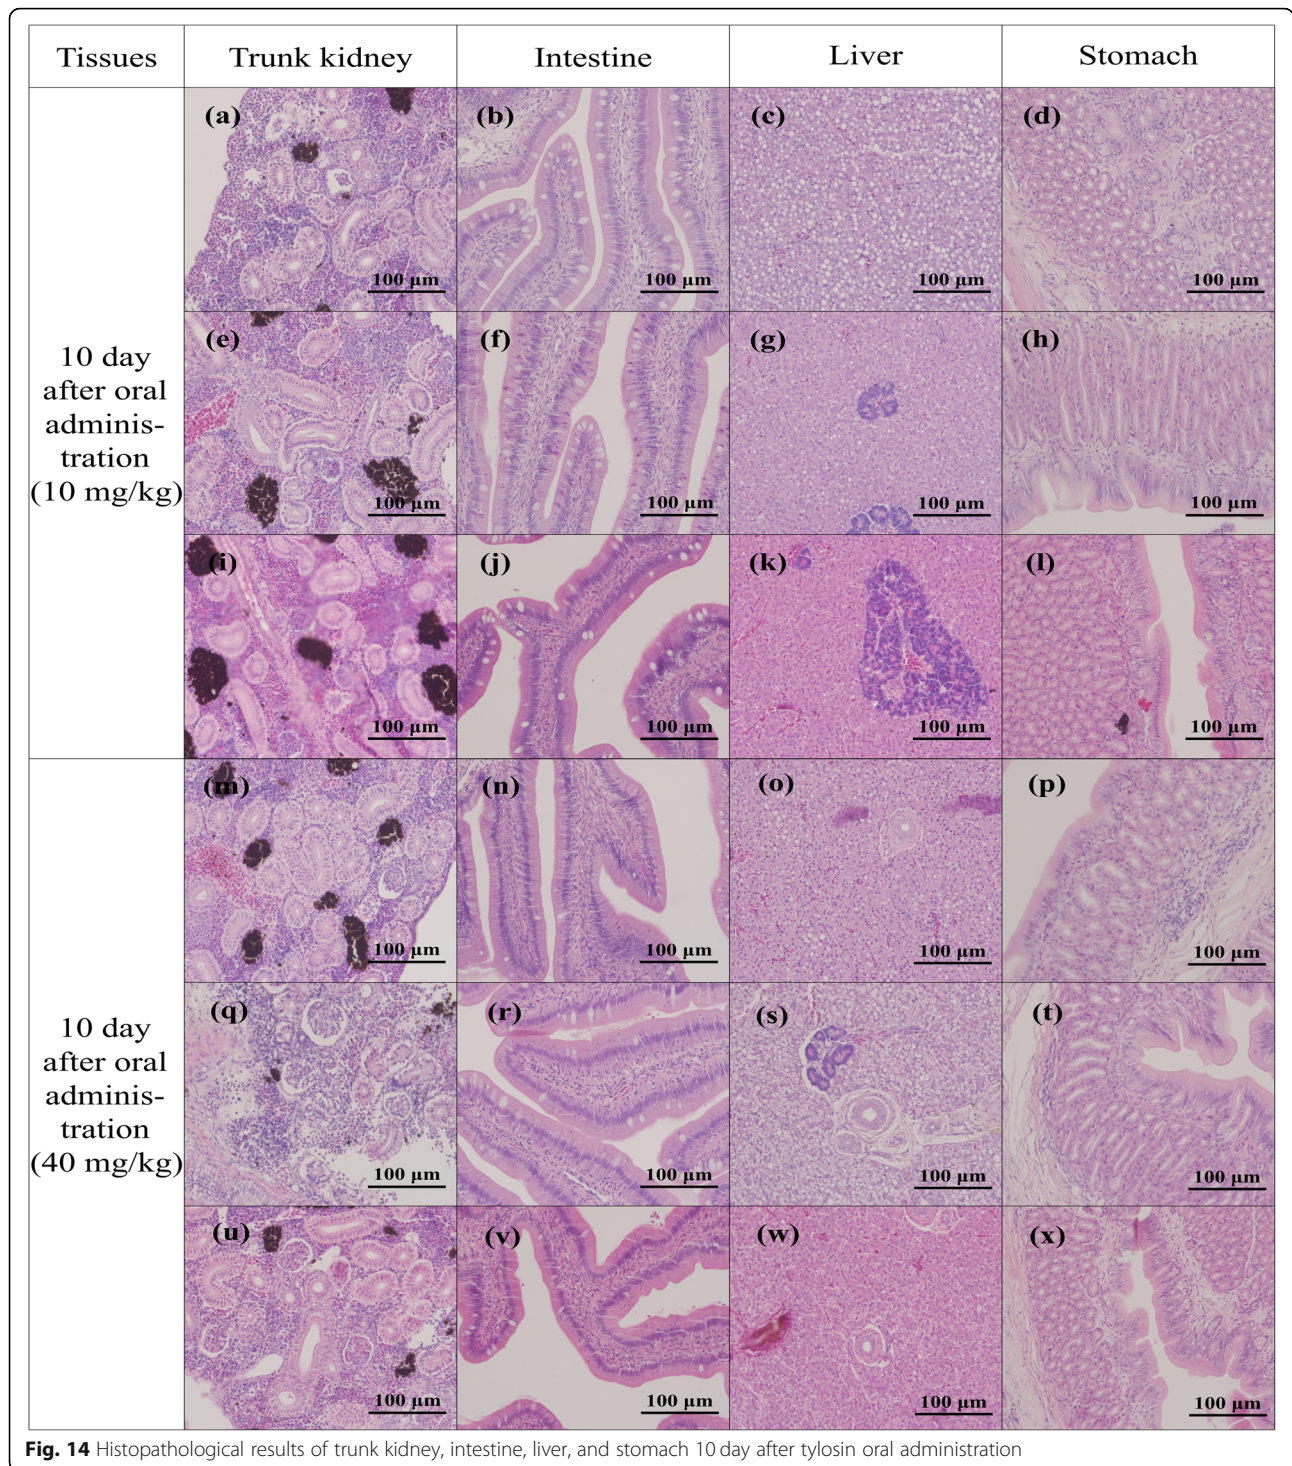 Tissues Trunk kidney Intestine Liver Stomach
(a) (b) (c) (d)
100 µm 100 µm 100 µm 100 µm
(e) (f) (g) (h)
100 µm 100 µm 100 µm 100 µm
10 day
after oral
adminis-
tration
(10 mg/kg)
(i) (j) (k) (l)
100 µm 100 µm 100 µm 100 µm
(m) (n) (o) (p)
100 µm 100 µm 100 µm 100 µm
(q) (r) (s) (t)
100 µm 100 µm 100 µm 100 µm
10 day
after oral
adminis-
tration
(40 mg/kg)
(u) (v) (w) (x)
100 µm 100 µm 100 µm 100 µm
Fig. 14 Histopathological results of trunk kidney, intestine, liver, and stomach 10 day after tylosin oral administration